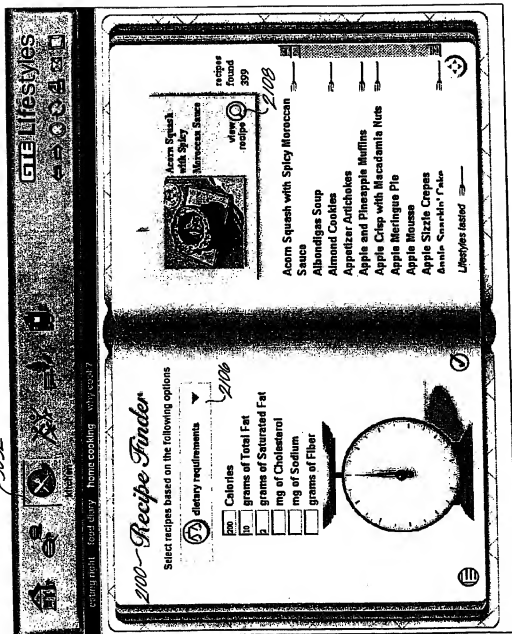 GTE Lifestyles
kitchen
eating right food diary home cooking why cook?
2100
Recipe Finder
Select recipes based on the following options
dietary requirements
2106
200 Calories
10 grams of Total Fat
2 grams of Saturated Fat
mg of Cholesterol
mg of Sodium
grams of Fiber
Acorn Squash
with Spicy
Moroccan Sauce
recipes
found
399
view
recipe
2108
Acorn Squash with Spicy Moroccan
Sauce
Albondigas Soup
Almond Cookies
Appetizer Artichokes
Apple and Pineapple Muffins
Apple Crisp with Macadamia Nuts
Apple Meringue Pie
Apple Mousse
Apple Sizzle Crepes
Lifestyles tasted